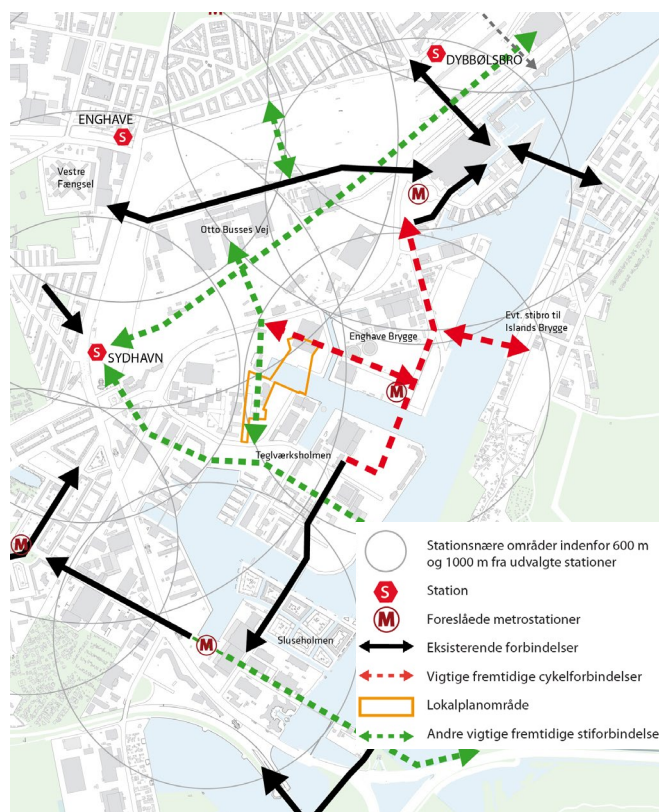 M
S
DYBBØLSBRO
ENGHAVE
S
Vestre
Fængsel
M
Otto Busses Vej
Evt. stibro til
Islands Brygge
Enghave Brygge
S
SYDHAVN
M
Teglværksholmen
M
Stationsnære områder indenfor 600 m
og 1000 m fra udvalgte stationer
S
Station
M
Foreslåede metrostationer
Eksisterende forbindelser
Sluseholmen
M
Vigtige fremtidige cykelforbindelser
Lokalplanområde
Andre vigtige fremtidige stiforbindelse